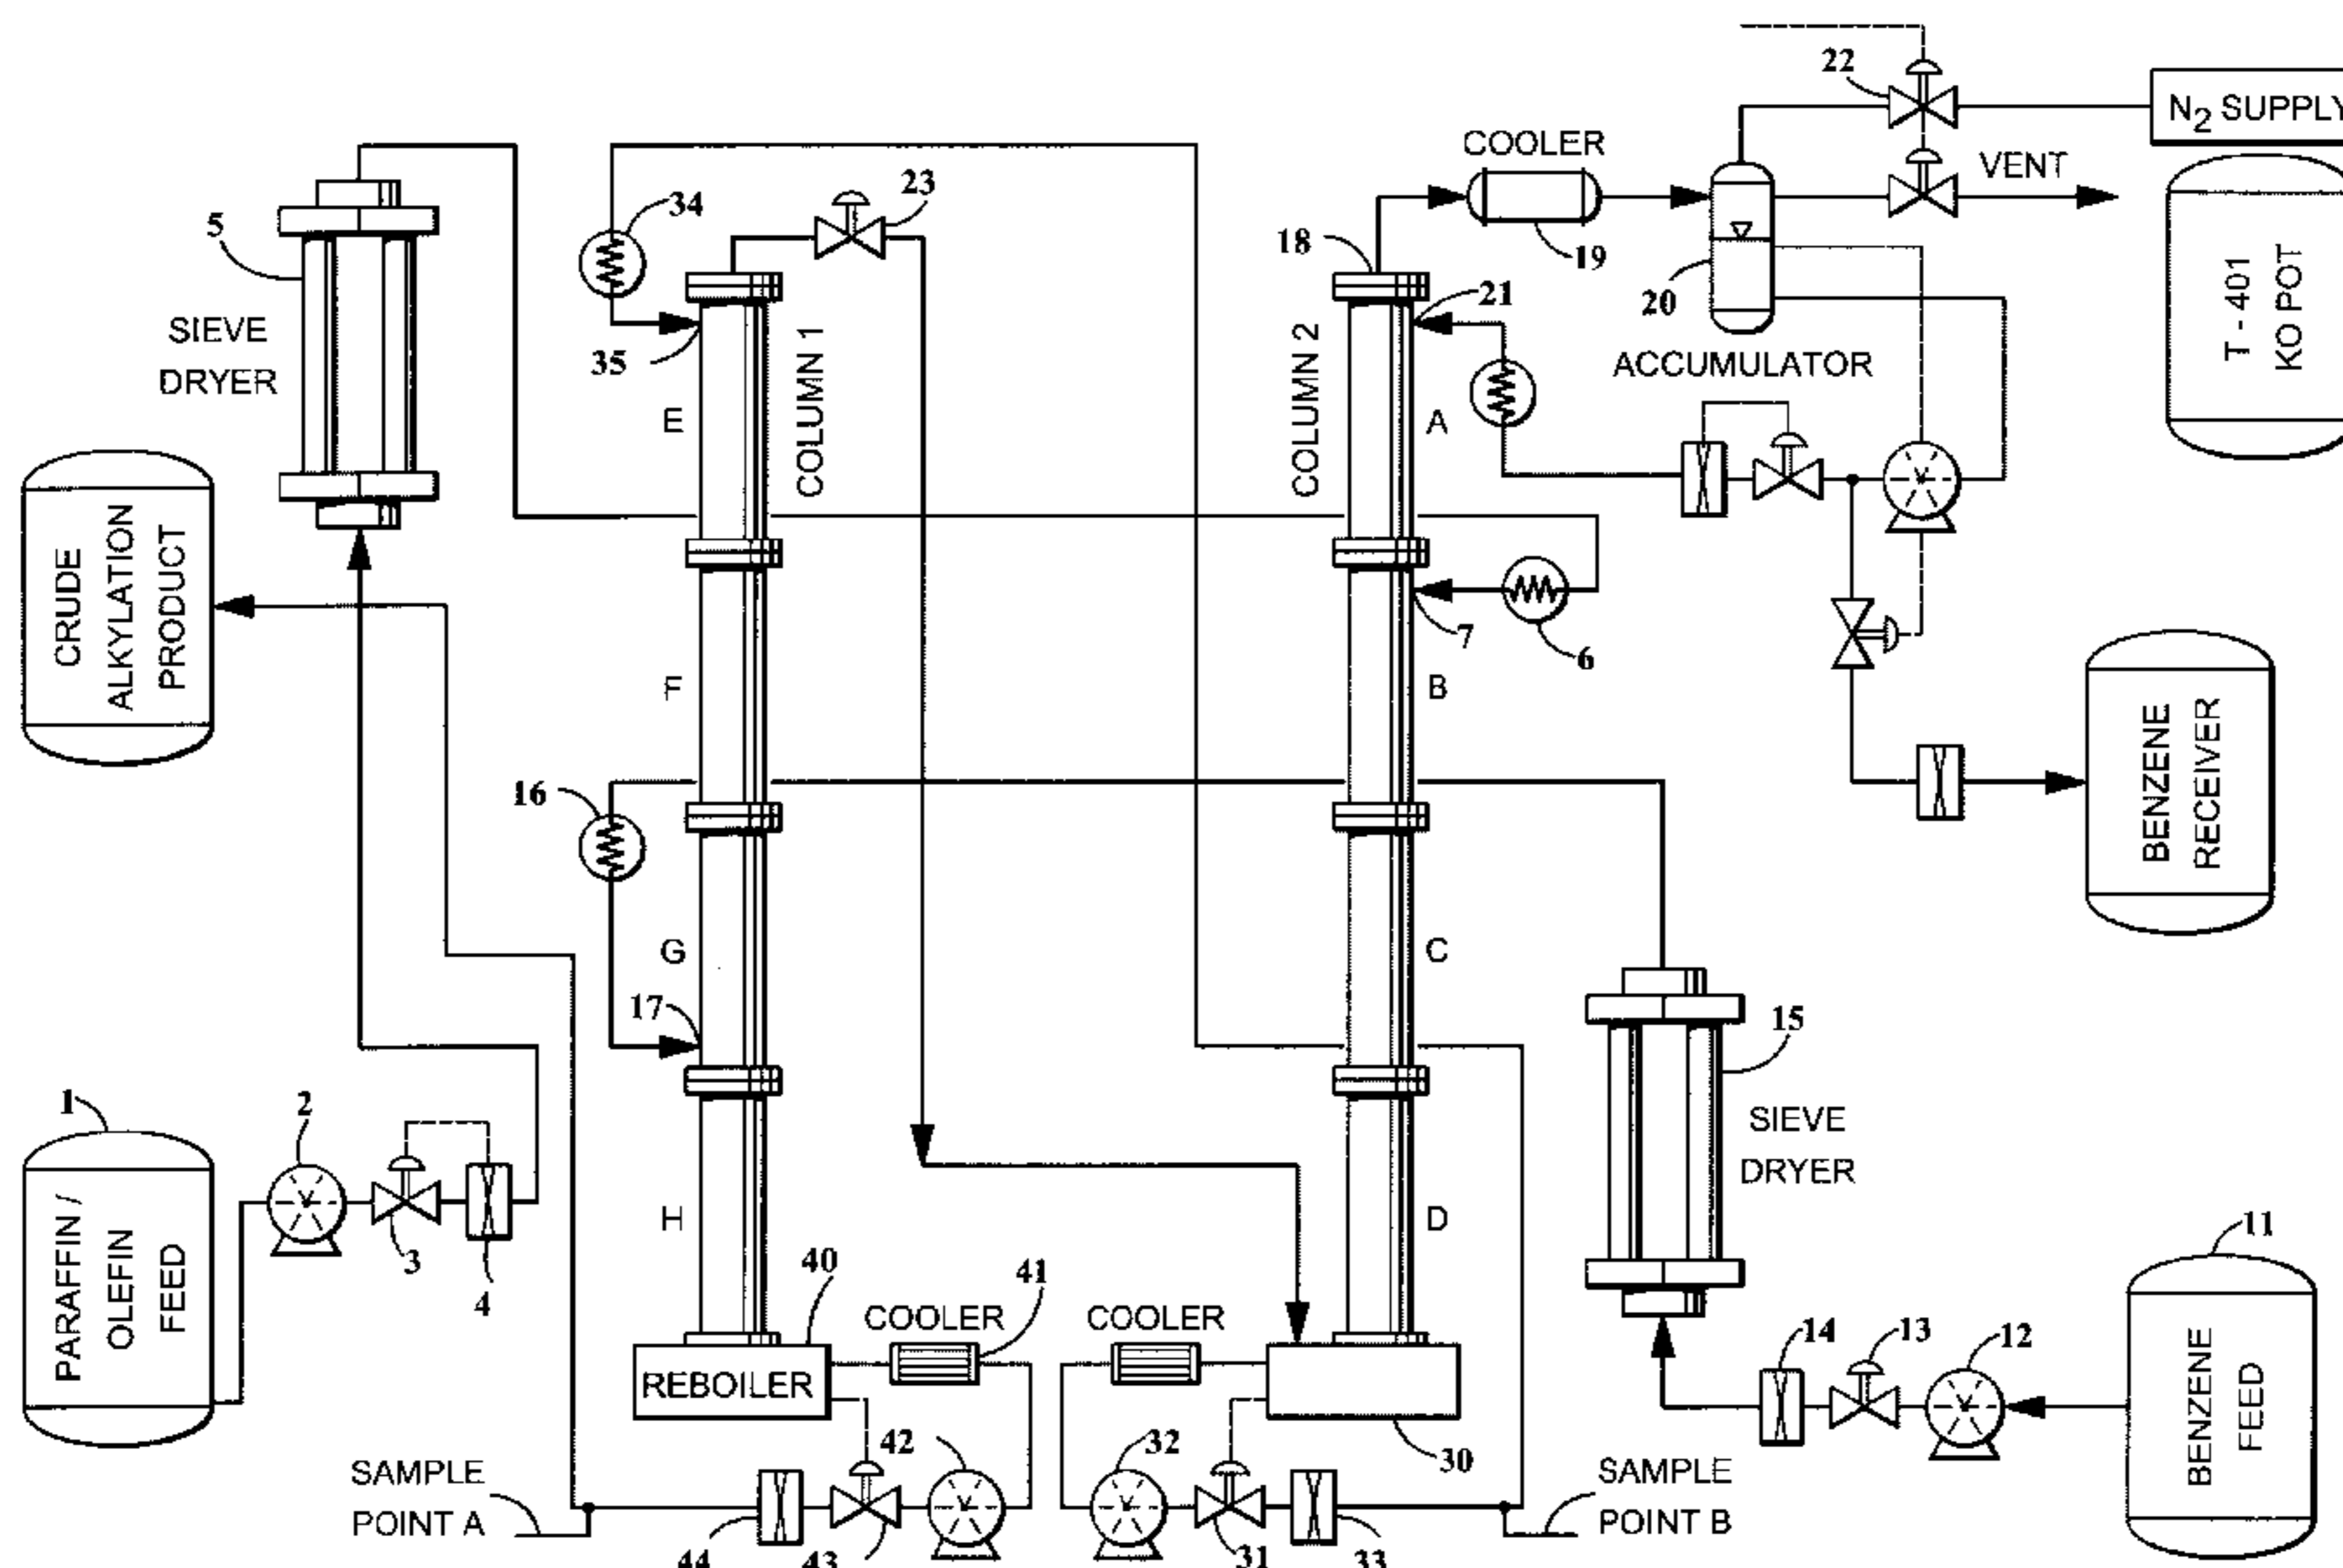 22
N2 SUPPLY
COOLER
VENT
23
34
5
18
19
20
21
T - 401
KO POT
SIEVE
DRYER
35
COLUMN 1
COLUMN 2
ACCUMULATOR
E
A
CRUDE
ALKYLATION
PRODUCT
7
6
F
B
BENZENE
RECEIVER
16
G
C
17
15
1
2
SIEVE
DRYER
PARAFFIN /
OLEFIN
FEED
3
4
H
D
11
40
41
COOLER
COOLER
14
13
12
REBOILER
BENZENE
FEED
42
32
30
SAMPLE
POINT A
SAMPLE
POINT B
44
43
31
33